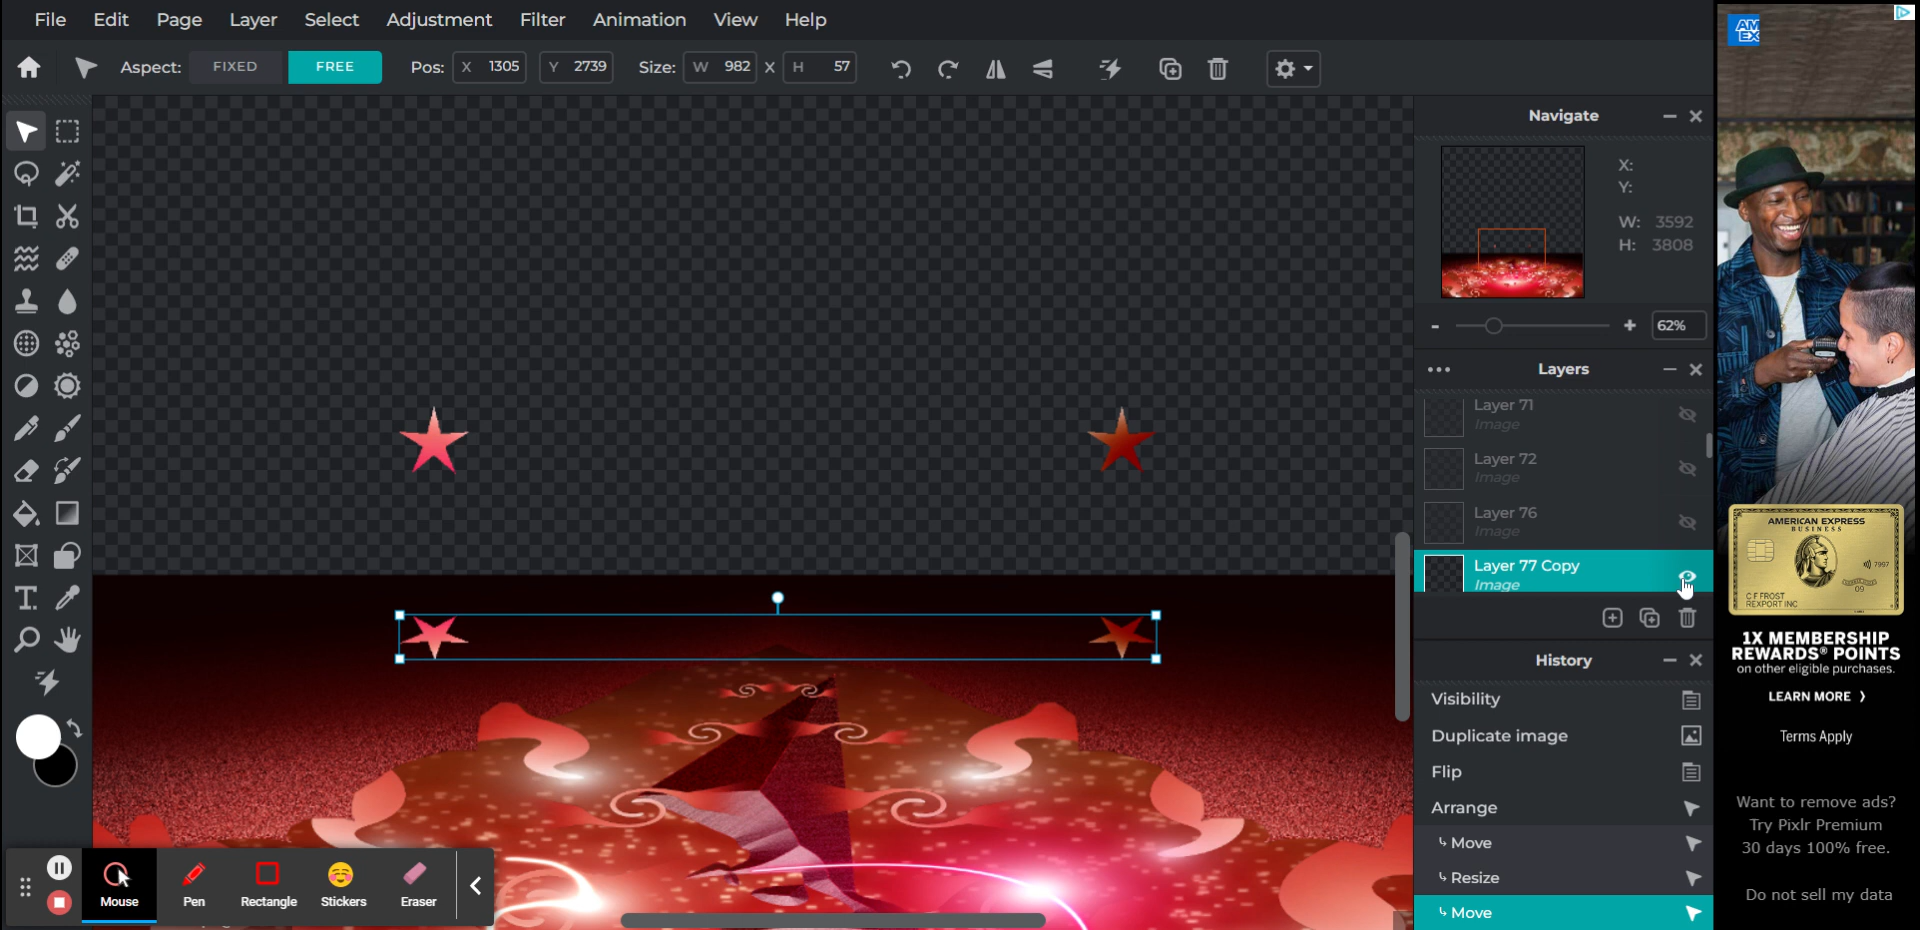 File Edit Page Layer Select Adjustment Filter Animation View Help
Aspect: FIXED FREE Pos: X 1305 Y 2739 Size: W 982 X H 57
Navigate
X:
Y:
W: 3592
H: 3808
- + 62%
Layers
Layer 71
Image
Layer 72
Image
Layer 76
Image
Layer 77 Copy
Image
History
Visibility
Duplicate image
Flip
Arrange
Move
Resize
Move
Mouse Pen Rectangle Stickers Eraser
AM
EX
AMERICAN EXPRESS
BUSINESS
7997
09
C F FROST
REXPORT INC
1X MEMBERSHIP
REWARDS® POINTS
on other eligible purchases.
LEARN MORE ❯
Terms Apply
Want to remove ads?
Try Pixlr Premium
30 days 100% free.
Do not sell my data